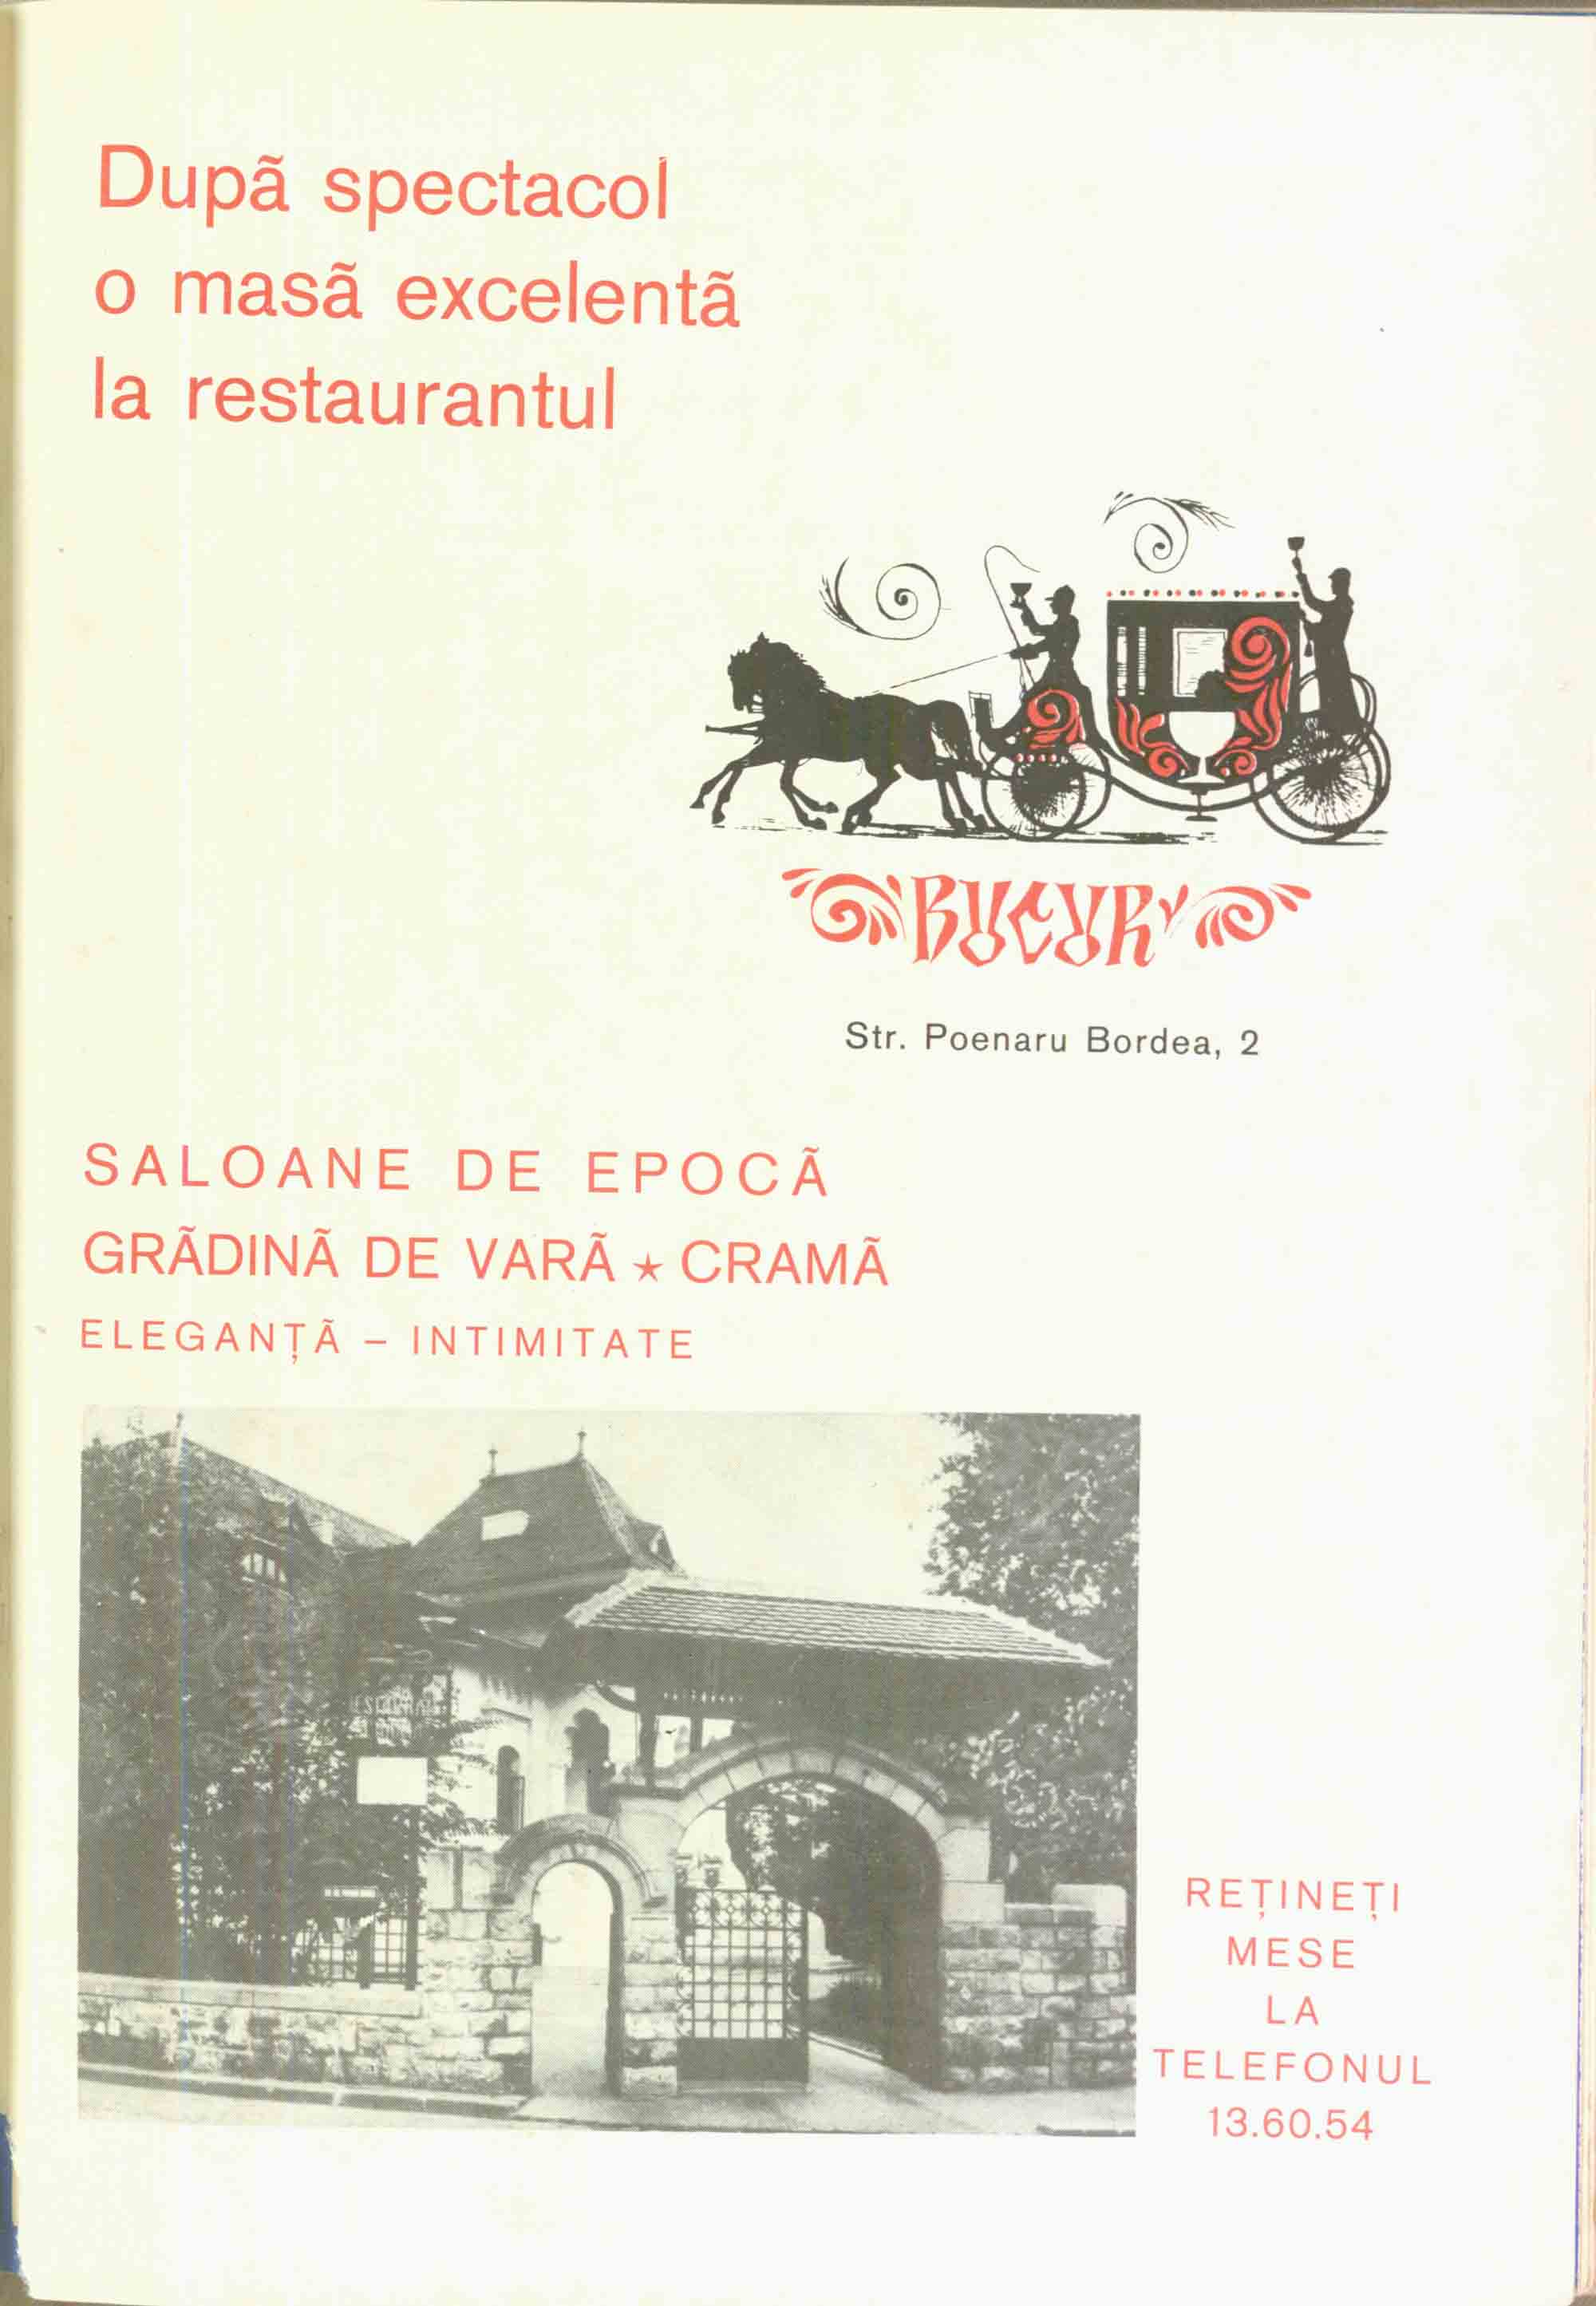 După spectacol
o masă excelentă
la restaurantul
BUCUR
Str. Poenaru Bordea, 2
SALOANE DE EPOCĂ
GRĂDINĂ DE VARĂ ★ CRAMĂ
ELEGANȚĂ – INTIMITATE
REȚINEȚI
MESE
LA
TELEFONUL
13.60.54